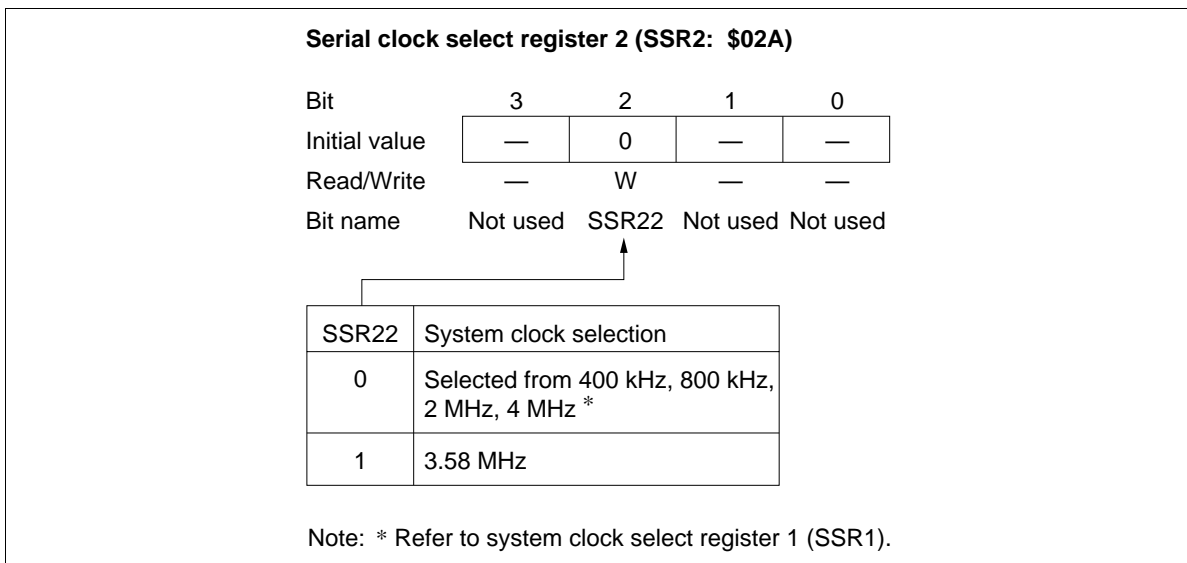 Serial clock select register 2 (SSR2: $02A)
Bit 3 2 1 0
Initial value — 0 — —
Read/Write — W — —
Bit name Not used SSR22 Not used Not used
SSR22 System clock selection
0 Selected from 400 kHz, 800 kHz,
2 MHz, 4 MHz *
1 3.58 MHz
Note: * Refer to system clock select register 1 (SSR1).